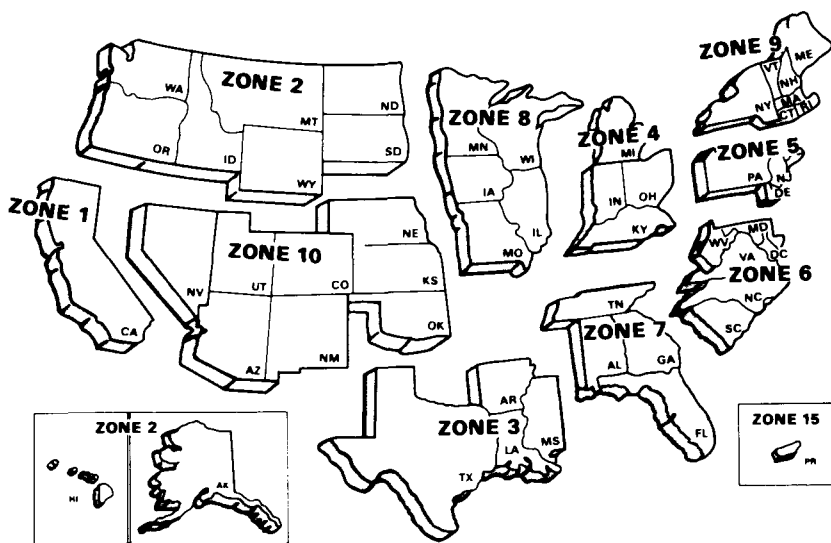 ZONE 2
WA
OR
ID
MT
WY
ND
SD
ZONE 1
CA
ZONE 10
NV
UT
CO
AZ
NM
NE
KS
OK
ZONE 8
MN
WI
IA
IL
MO
ZONE 4
MI
IN
OH
KY
ZONE 9
VT
ME
NH
NY
MA
CT
RI
ZONE 5
PA
NJ
DE
ZONE 6
WV
MD
DC
VA
NC
SC
ZONE 7
TN
AL
GA
FL
ZONE 3
AR
MS
LA
TX
ZONE 2
HI
AK
ZONE 15
PR